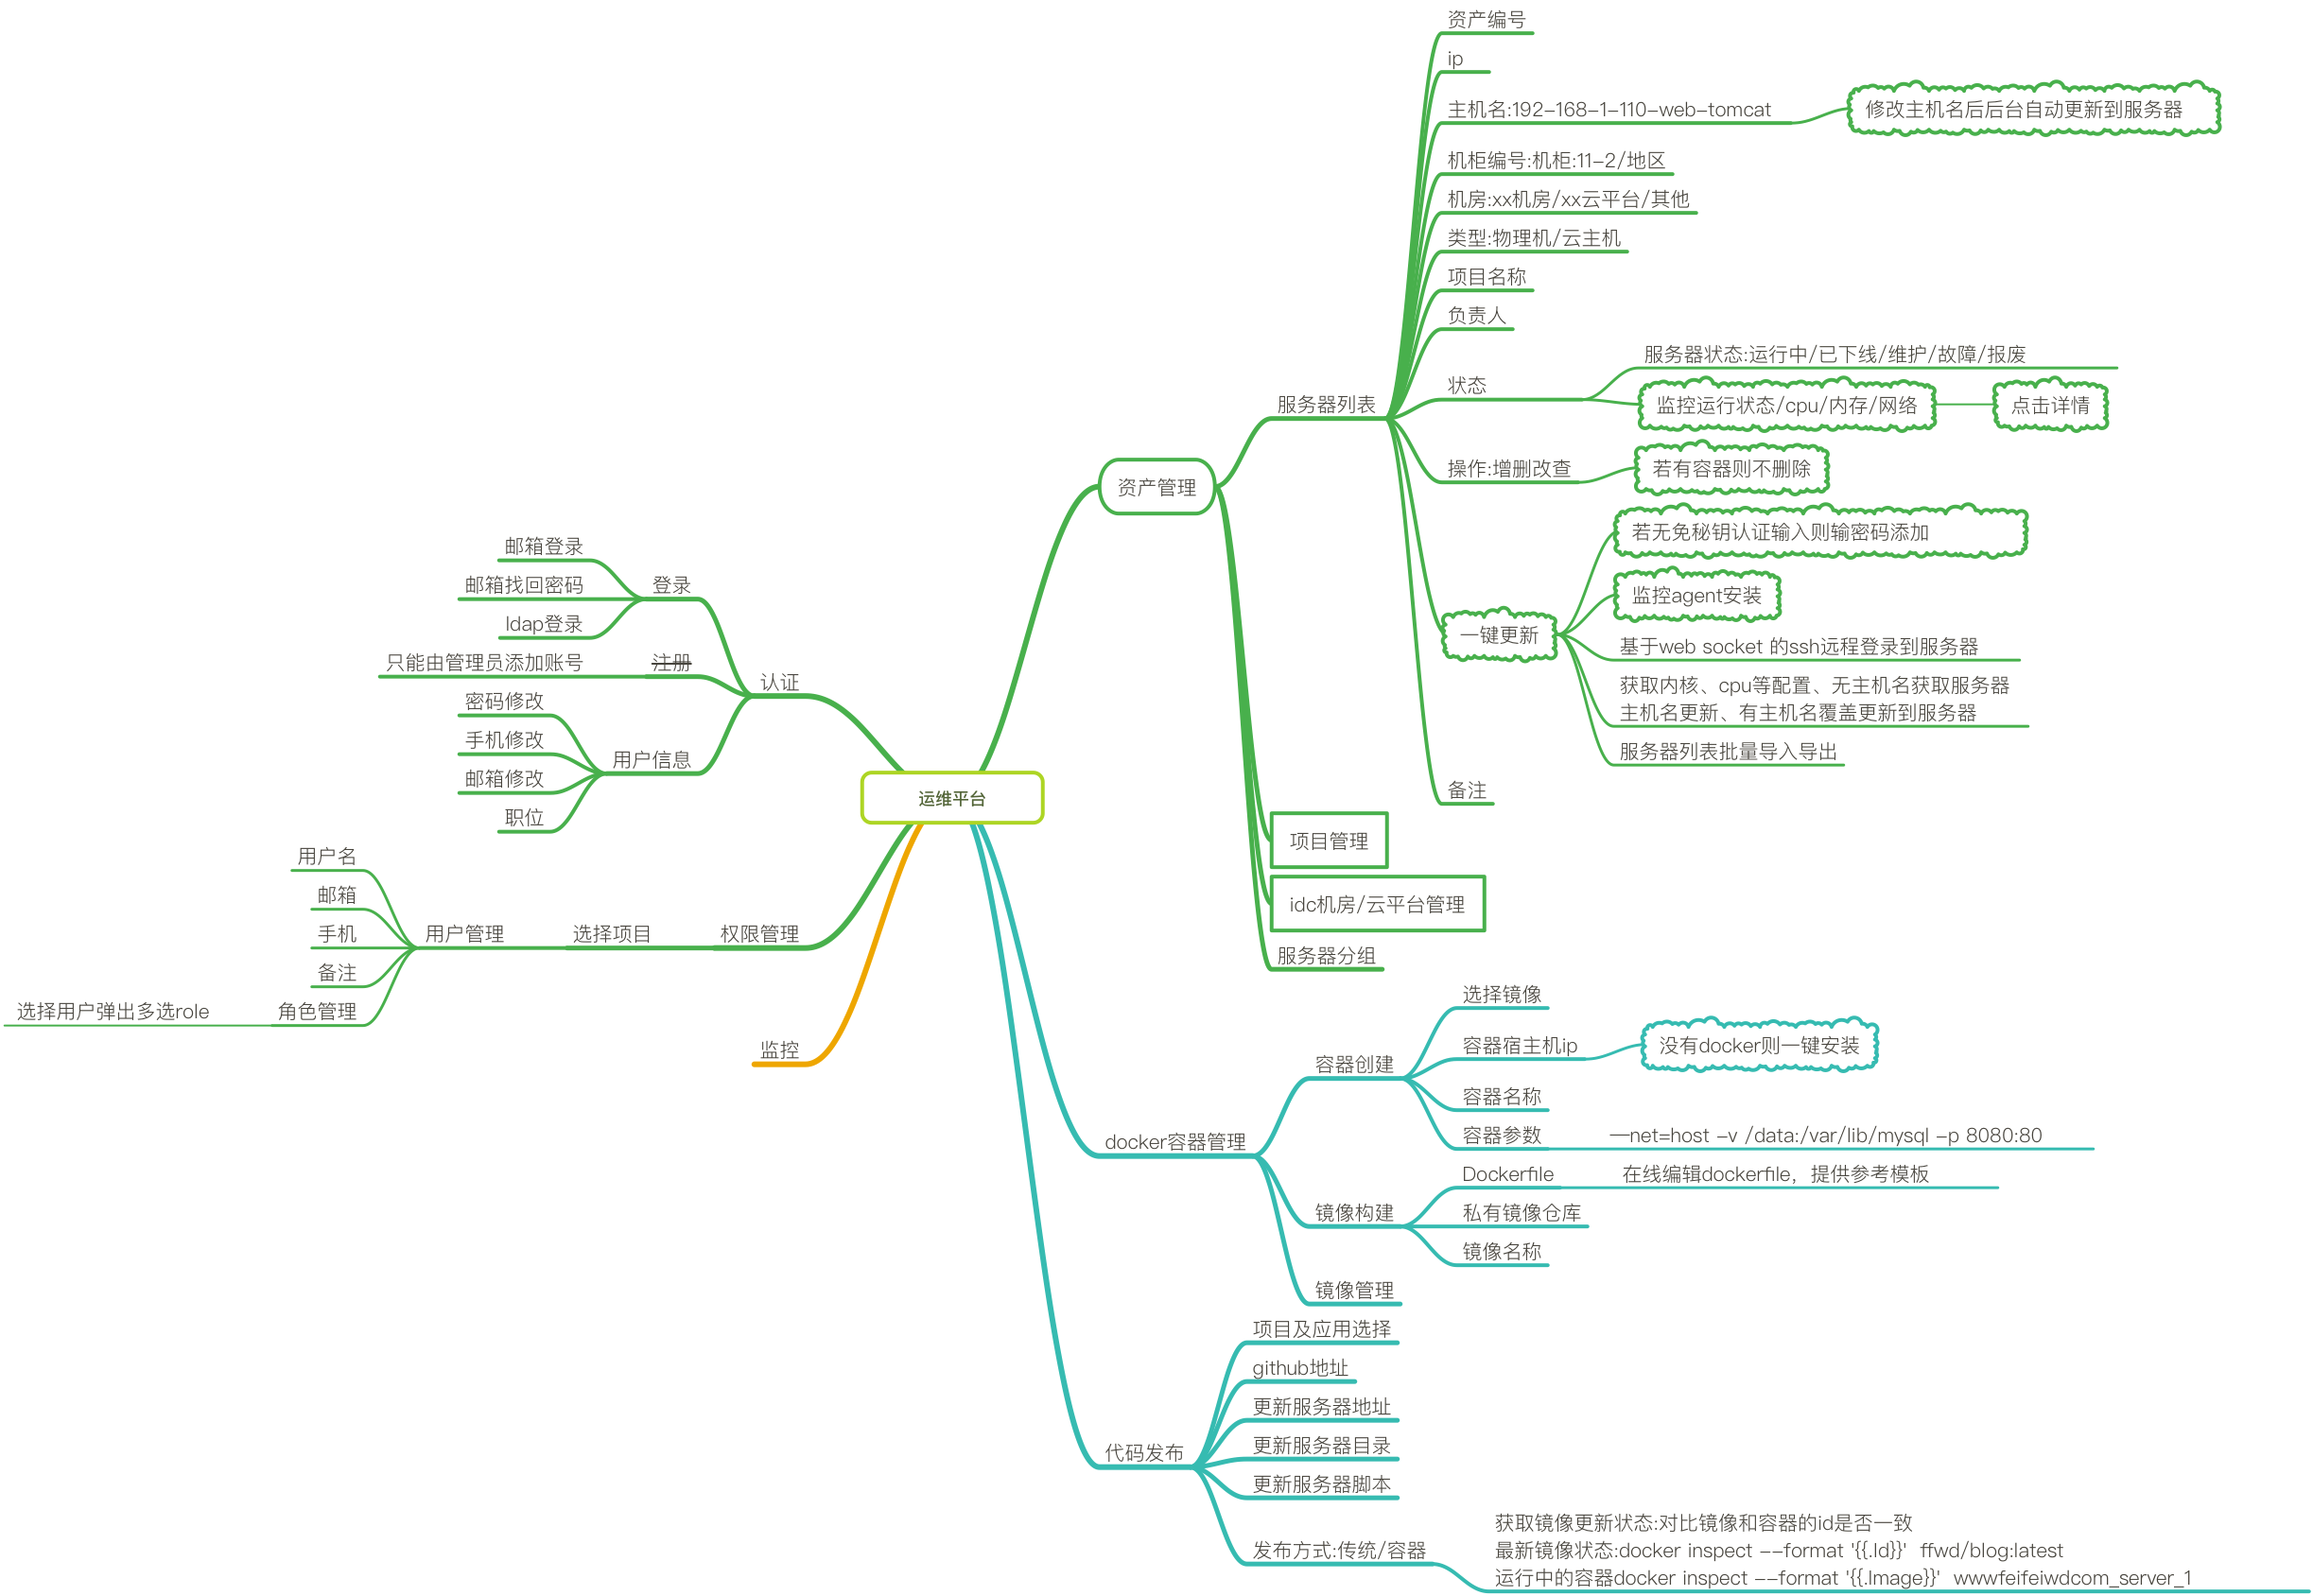 运维平台
资产管理
服务器列表
资产编号
ip
主机名:192-168-1-110-web-tomcat
修改主机名后后台自动更新到服务器
机柜编号:机柜:11-2/地区
机房:xx机房/xx云平台/其他
类型:物理机/云主机
项目名称
负责人
状态
服务器状态:运行中/已下线/维护/故障/报废
监控运行状态/cpu/内存/网络
点击详情
操作:增删改查
若有容器则不删除
一键更新
若无免秘钥认证输入则输密码添加
监控agent安装
基于web socket 的ssh远程登录到服务器
获取内核、cpu等配置、无主机名获取服务器
主机名更新、有主机名覆盖更新到服务器
服务器列表批量导入导出
备注
项目管理
idc机房/云平台管理
服务器分组
docker容器管理
容器创建
选择镜像
容器宿主机ip
没有docker则一键安装
容器名称
容器参数
—net=host -v /data:/var/lib/mysql -p 8080:80
镜像构建
Dockerfile
在线编辑dockerfile，提供参考模板
私有镜像仓库
镜像名称
镜像管理
代码发布
项目及应用选择
github地址
更新服务器地址
更新服务器目录
更新服务器脚本
发布方式:传统/容器
获取镜像更新状态:对比镜像和容器的id是否一致
最新镜像状态:docker inspect --format '{{.Id}}'  ffwd/blog:latest
运行中的容器docker inspect --format '{{.Image}}'  wwwfeifeiwdcom_server_1
认证
登录
邮箱登录
邮箱找回密码
ldap登录
注册
只能由管理员添加账号
用户信息
密码修改
手机修改
邮箱修改
职位
权限管理
选择项目
用户管理
用户名
邮箱
手机
备注
角色管理
选择用户弹出多选role
监控